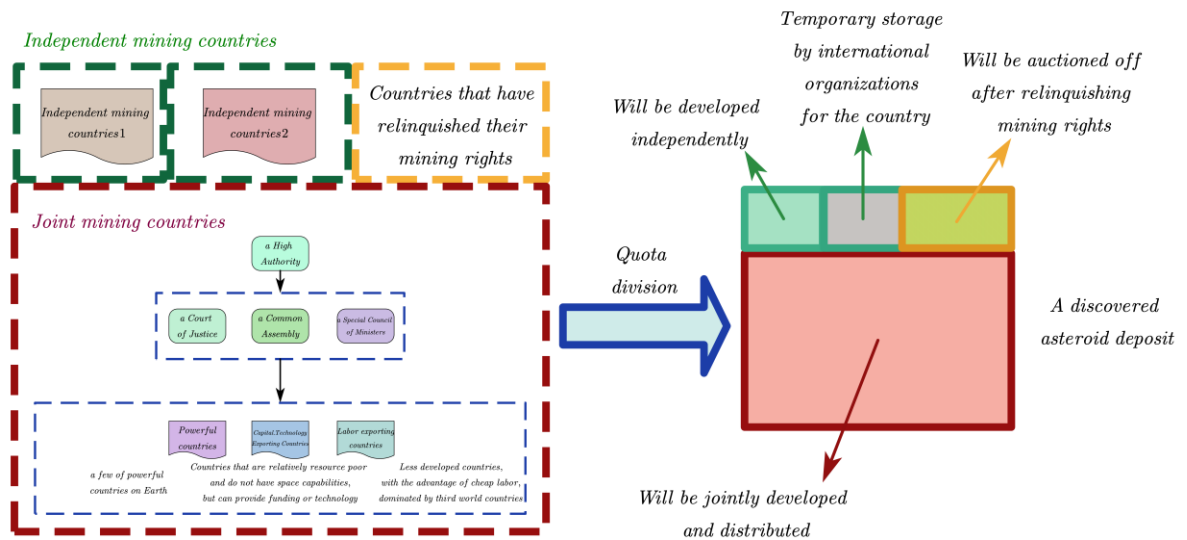 Independent mining countries
Independent mining
countries1
Independent mining
countries2
Countries that have
relinquished their
mining rights
Joint mining countries
a High
Authority
a Court
of Justice
a Common
Assembly
a Special Council
of Ministers
Powerful
countries
Capital,Technology
Exporting Countries
Labor exporting
countries
a few of powerful
countries on Earth
Countries that are relatively resource poor
and do not have space capabilities,
but can provide funding or technology
Less developed countries,
with the advantage of cheap labor,
dominated by third world countries
Quota
division
Will be developed
independently
Temporary storage
by international
organizations
for the country
Will be auctioned off
after relinquishing
mining rights
A discovered
asteroid deposit
Will be jointly developed
and distributed